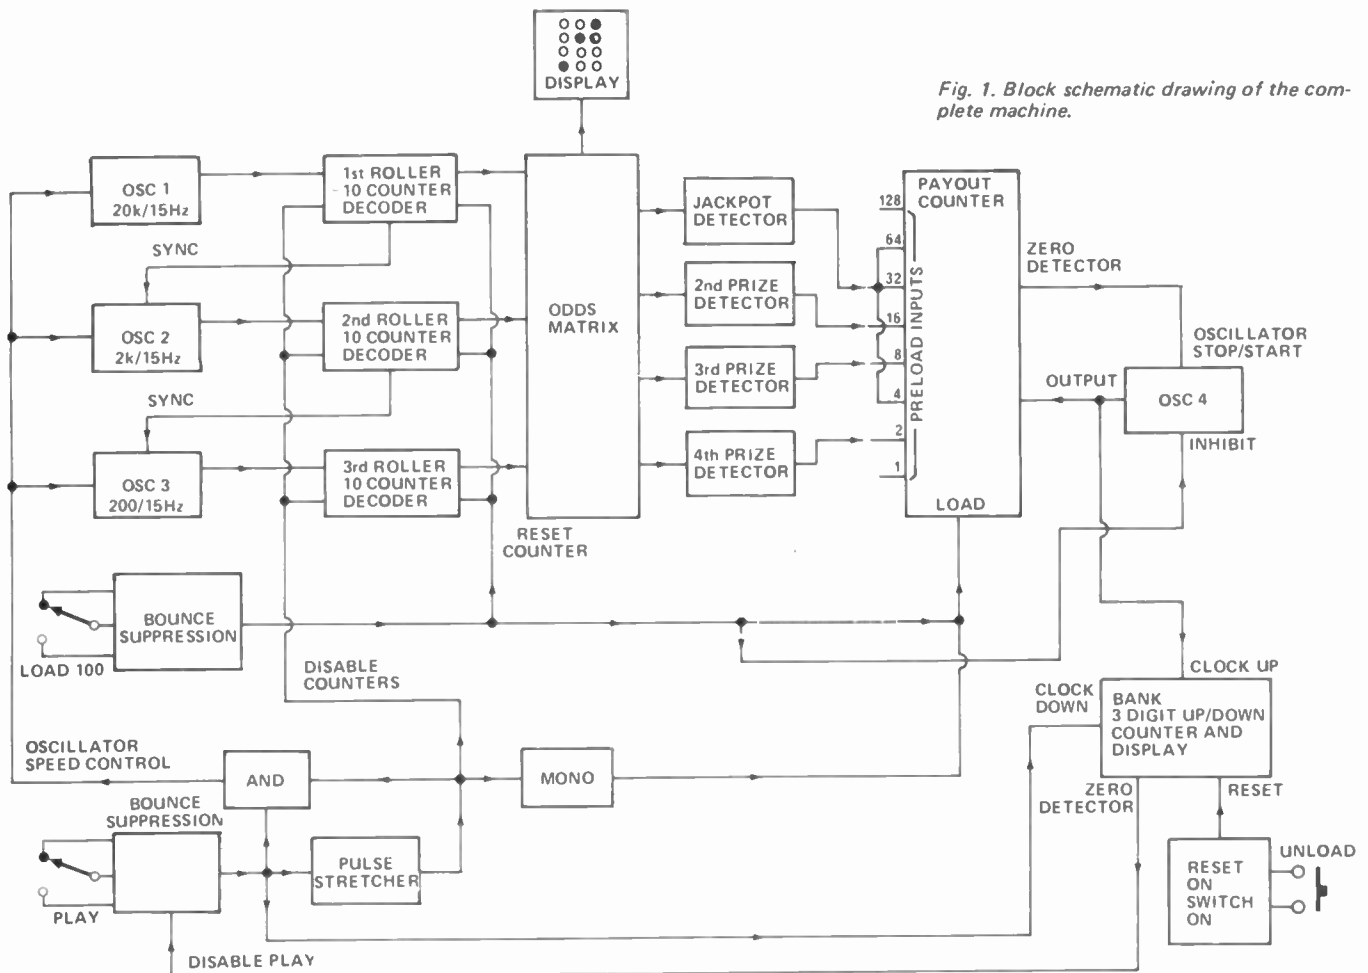 DISPLAY
Fig. 1. Block schematic drawing of the com-
plete machine.
OSC 1
20k/15Hz
1st ROLLER
-10 COUNTER
DECODER
SYNC
OSC 2
2k/15Hz
2nd ROLLER
10 COUNTER
DECODER
SYNC
OSC 3
200/15Hz
3rd ROLLER
10 COUNTER
DECODER
ODDS
MATRIX
RESET
COUNTER
JACKPOT
DETECTOR
2nd PRIZE
DETECTOR
3rd PRIZE
DETECTOR
4th PRIZE
DETECTOR
PAYOUT
COUNTER
128
64
32
16
8
4
2
1
PRELOAD INPUTS
LOAD
ZERO
DETECTOR
OSCILLATOR
STOP/START
OUTPUT
OSC 4
INHIBIT
BOUNCE
SUPPRESSION
LOAD 100
DISABLE
COUNTERS
CLOCK UP
CLOCK
DOWN
BANK
3 DIGIT UP/DOWN
COUNTER AND
DISPLAY
OSCILLATOR
SPEED CONTROL
AND
MONO
ZERO
DETECTOR
RESET
BOUNCE
SUPPRESSION
PULSE
STRETCHER
PLAY
RESET
ON
SWITCH
ON
UNLOAD
DISABLE PLAY